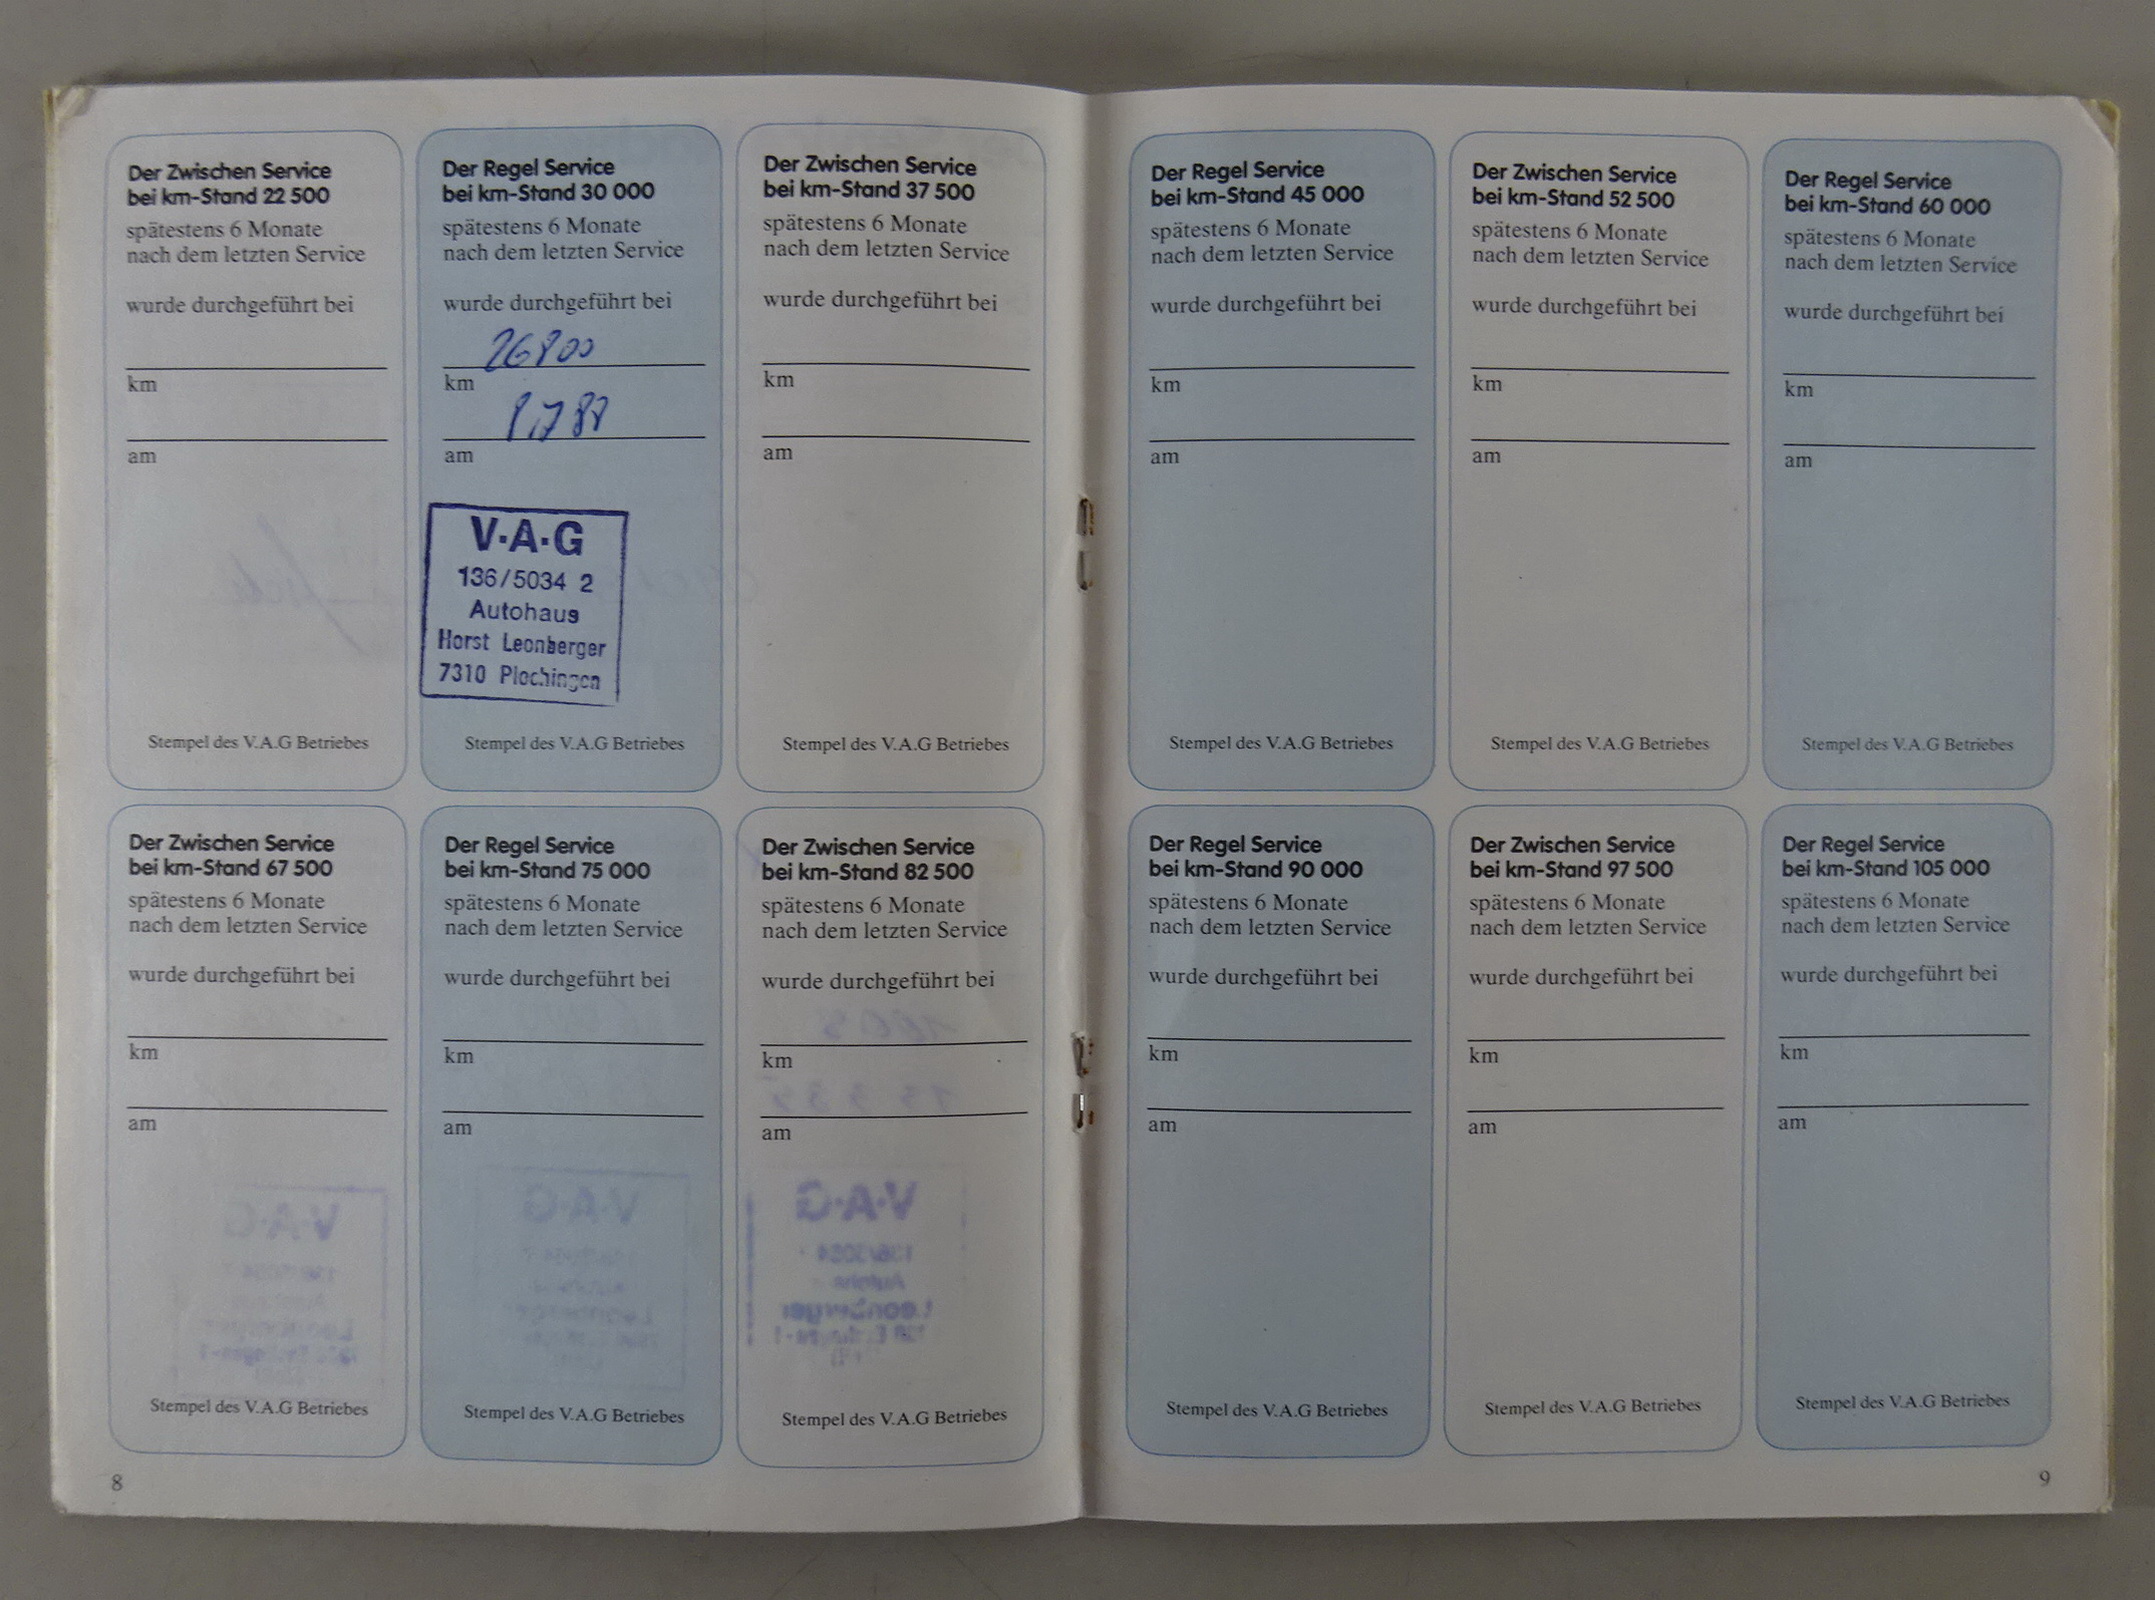 Der Zwischen Service
bei km-Stand 22 500
spätestens 6 Monate
nach dem letzten Service
wurde durchgeführt bei
km
am
Stempel des V.A.G Betriebes
Der Regel Service
bei km-Stand 30 000
spätestens 6 Monate
nach dem letzten Service
wurde durchgeführt bei
26800
km
am
V·A·G
136/5034 2
Autohaus
Horst Leonberger
7310 Plochingen
Stempel des V.A.G Betriebes
Der Zwischen Service
bei km-Stand 37 500
spätestens 6 Monate
nach dem letzten Service
wurde durchgeführt bei
km
am
Stempel des V.A.G Betriebes
Der Zwischen Service
bei km-Stand 67 500
spätestens 6 Monate
nach dem letzten Service
wurde durchgeführt bei
km
am
Stempel des V.A.G Betriebes
Der Regel Service
bei km-Stand 75 000
spätestens 6 Monate
nach dem letzten Service
wurde durchgeführt bei
km
am
Stempel des V.A.G Betriebes
Der Zwischen Service
bei km-Stand 82 500
spätestens 6 Monate
nach dem letzten Service
wurde durchgeführt bei
km
am
Stempel des V.A.G Betriebes
8
Der Regel Service
bei km-Stand 45 000
spätestens 6 Monate
nach dem letzten Service
wurde durchgeführt bei
km
am
Stempel des V.A.G Betriebes
Der Zwischen Service
bei km-Stand 52 500
spätestens 6 Monate
nach dem letzten Service
wurde durchgeführt bei
km
am
Stempel des V.A.G Betriebes
Der Regel Service
bei km-Stand 60 000
spätestens 6 Monate
nach dem letzten Service
wurde durchgeführt bei
km
am
Stempel des V.A.G Betriebes
Der Regel Service
bei km-Stand 90 000
spätestens 6 Monate
nach dem letzten Service
wurde durchgeführt bei
km
am
Stempel des V.A.G Betriebes
Der Zwischen Service
bei km-Stand 97 500
spätestens 6 Monate
nach dem letzten Service
wurde durchgeführt bei
km
am
Stempel des V.A.G Betriebes
Der Regel Service
bei km-Stand 105 000
spätestens 6 Monate
nach dem letzten Service
wurde durchgeführt bei
km
am
Stempel des V.A.G Betriebes
9